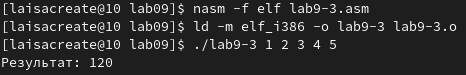 [laisacreate@10 lab09]$ nasm -f elf lab9-3.asm
[laisacreate@10 lab09]$ ld -m elf_i386 -o lab9-3 lab9-3.o
[laisacreate@10 lab09]$ ./lab9-3 1 2 3 4 5
Результат: 120